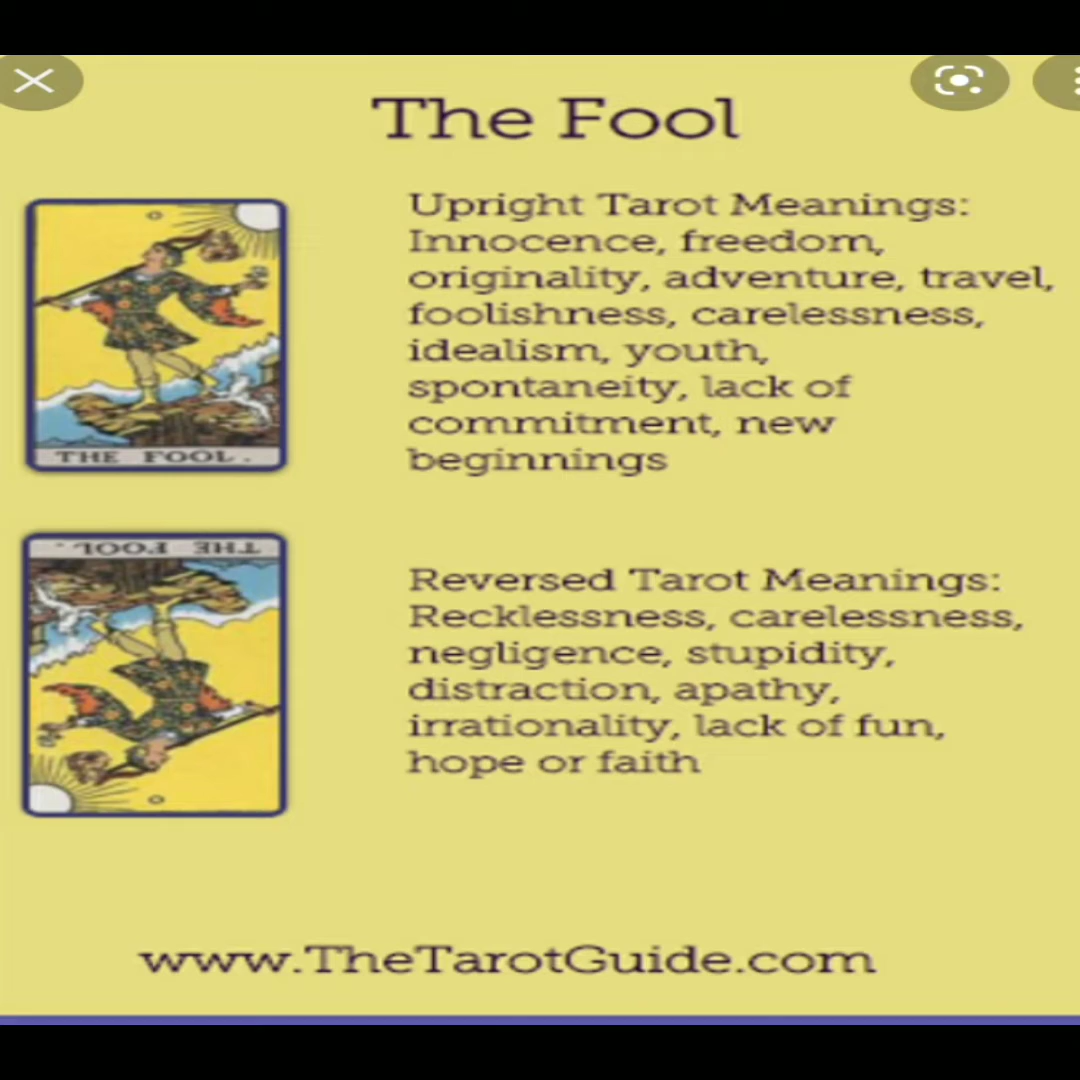 The Fool
Upright Tarot Meanings:
Innocence, freedom,
originality, adventure, travel,
foolishness, carelessness,
idealism, youth,
spontaneity, lack of
commitment, new
beginnings
THE FOOL.
THE FOOL.
Reversed Tarot Meanings:
Recklessness, carelessness,
negligence, stupidity,
distraction, apathy,
irrationality, lack of fun,
hope or faith
www.TheTarotGuide.com